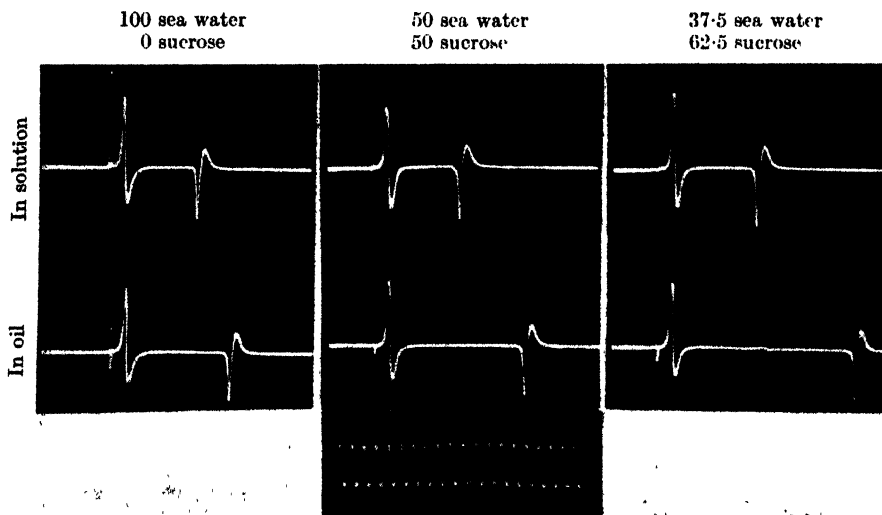 100 sea water
0 sucrose
50 sea water
50 sucrose
37·5 sea water
62·5 sucrose
In solution
In oil